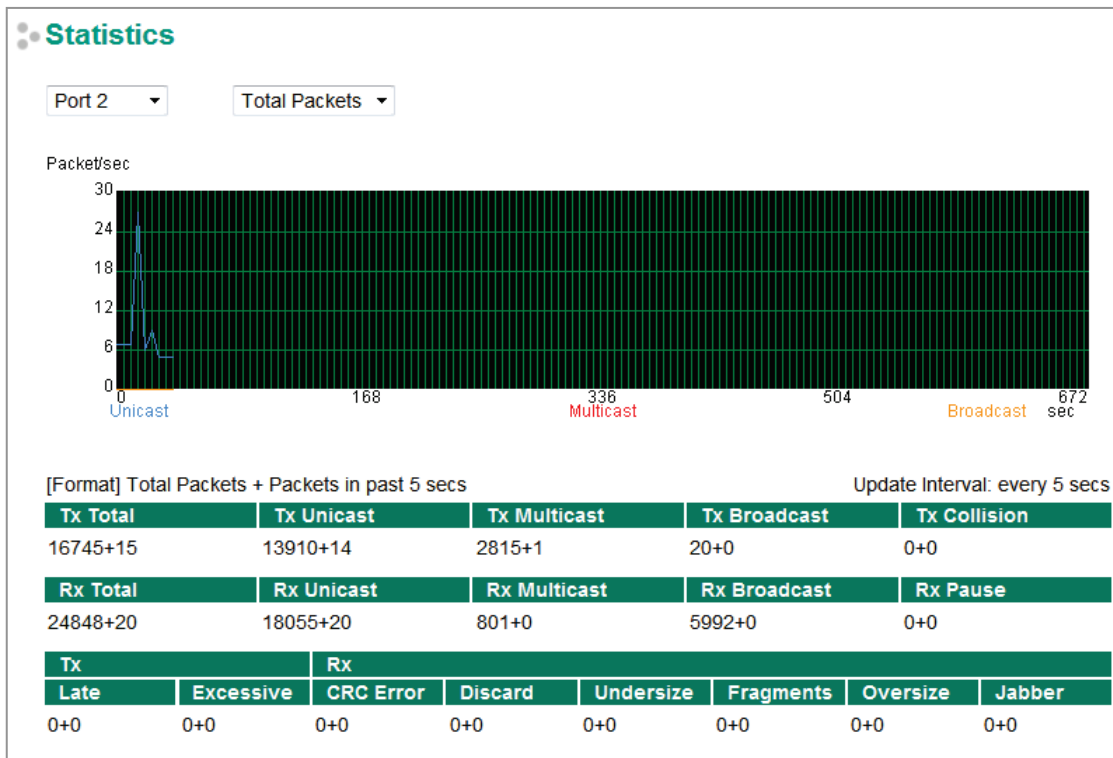 Statistics
Port 2 Total Packets
Packet/sec
30
24
18
12
6
0
0 168 336 504 672
Unicast Multicast Broadcast sec
[Format] Total Packets + Packets in past 5 secs Update Interval: every 5 secs
Tx Total Tx Unicast Tx Multicast Tx Broadcast Tx Collision
16745+15 13910+14 2815+1 20+0 0+0
Rx Total Rx Unicast Rx Multicast Rx Broadcast Rx Pause
24848+20 18055+20 801+0 5992+0 0+0
Tx Rx
Late Excessive CRC Error Discard Undersize Fragments Oversize Jabber
0+0 0+0 0+0 0+0 0+0 0+0 0+0 0+0